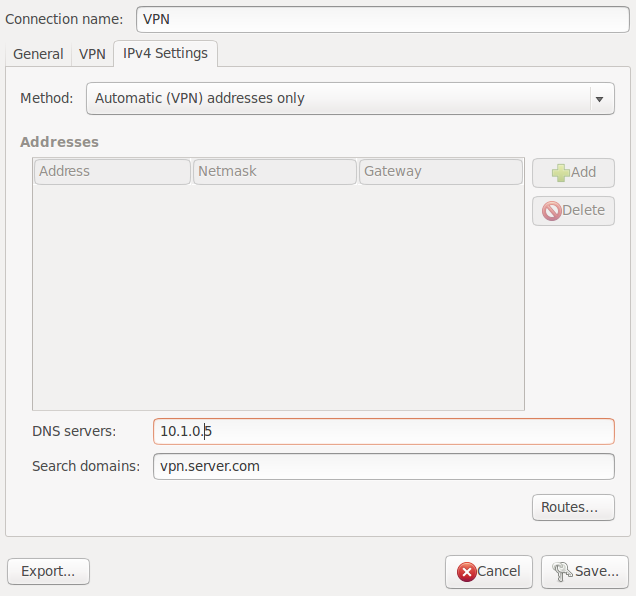 Connection name: VPN
General VPN IPv4 Settings
Method: Automatic (VPN) addresses only
Addresses
Address Netmask Gateway Add
Delete
DNS servers: 10.1.0.5
Search domains: vpn.server.com
Routes...
Export... Cancel Save...